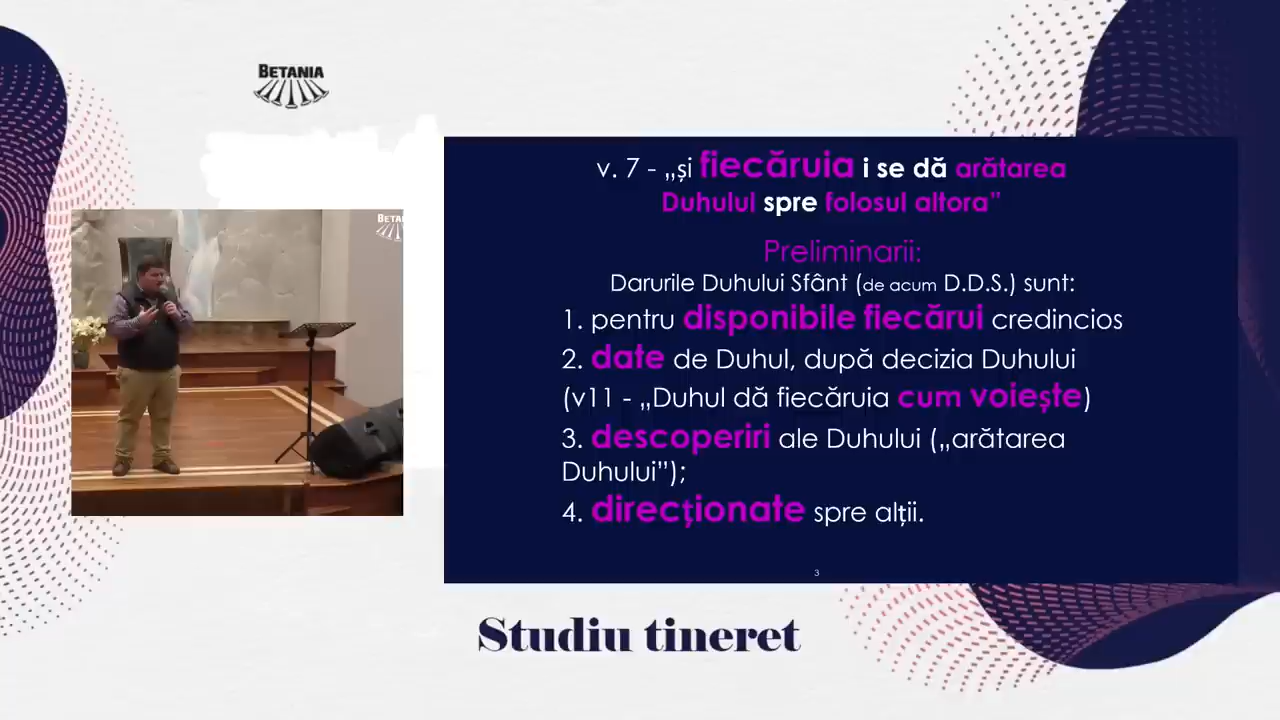 BETANIA
v. 7 - „și fiecăruia i se dă arătarea
Duhului spre folosul altora”
Preliminarii:
Darurile Duhului Sfânt (de acum D.D.S.) sunt:
1. pentru disponibile fiecărui credincios
2. date de Duhul, după decizia Duhului
(v11 - „Duhul dă fiecăruia cum voiește)
3. descoperiri ale Duhului („arătarea
Duhului”);
4. direcționate spre alții.
3
BETA
Studiu tineret